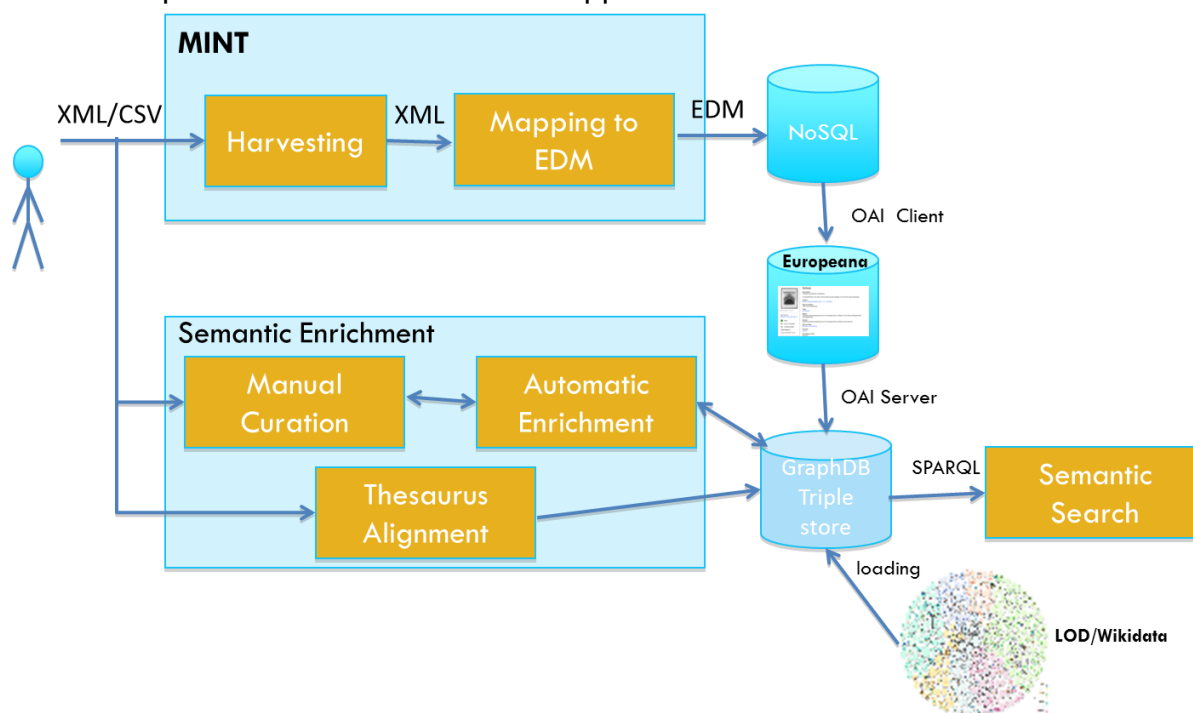 MINT
XML/CSV
Harvesting
XML
Mapping to
EDM
EDM
NoSQL
OAI Client
Europeana
Semantic Enrichment
Manual
Curation
Automatic
Enrichment
OAI Server
Thesaurus
Alignment
GraphDB
Triple
store
SPARQL
Semantic
Search
loading
LOD/Wikidata